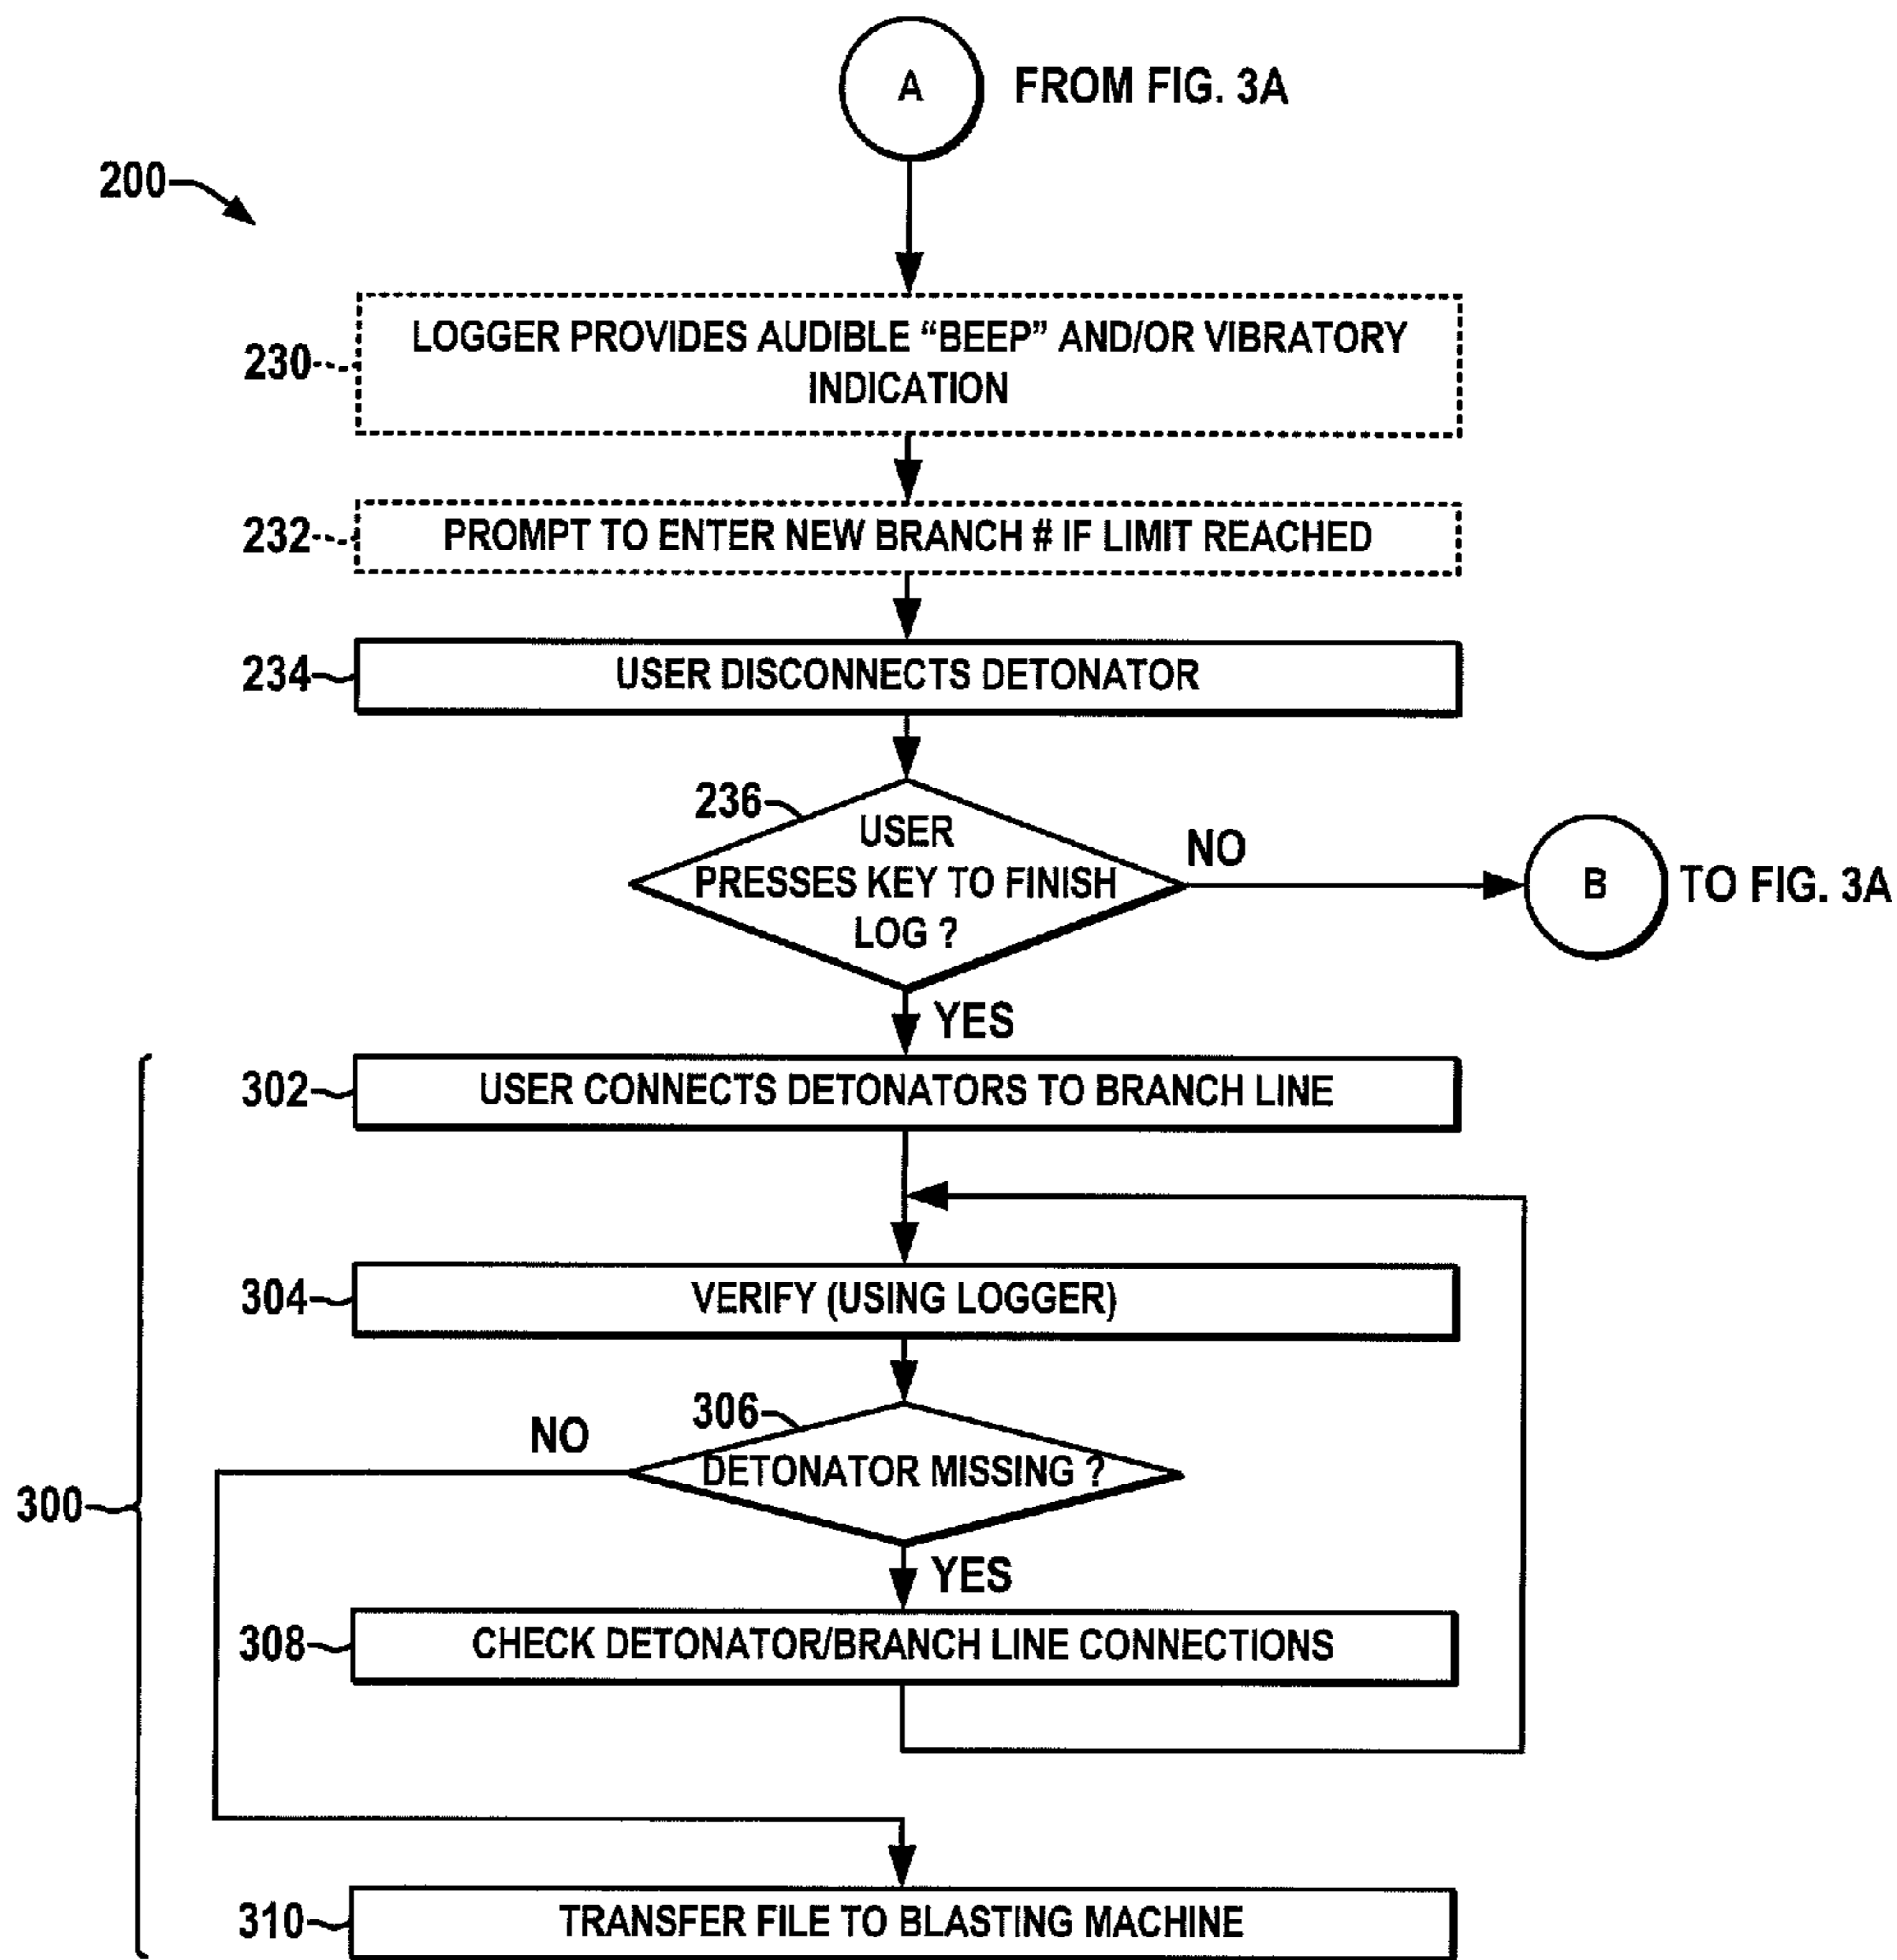 A FROM FIG. 3A
200
230 LOGGER PROVIDES AUDIBLE “BEEP” AND/OR VIBRATORY
INDICATION
232 PROMPT TO ENTER NEW BRANCH # IF LIMIT REACHED
234 USER DISCONNECTS DETONATOR
236
USER
PRESSES KEY TO FINISH
LOG ?
NO
B TO FIG. 3A
YES
302 USER CONNECTS DETONATORS TO BRANCH LINE
304 VERIFY (USING LOGGER)
306
NO
DETONATOR MISSING ?
300
YES
308 CHECK DETONATOR/BRANCH LINE CONNECTIONS
310 TRANSFER FILE TO BLASTING MACHINE